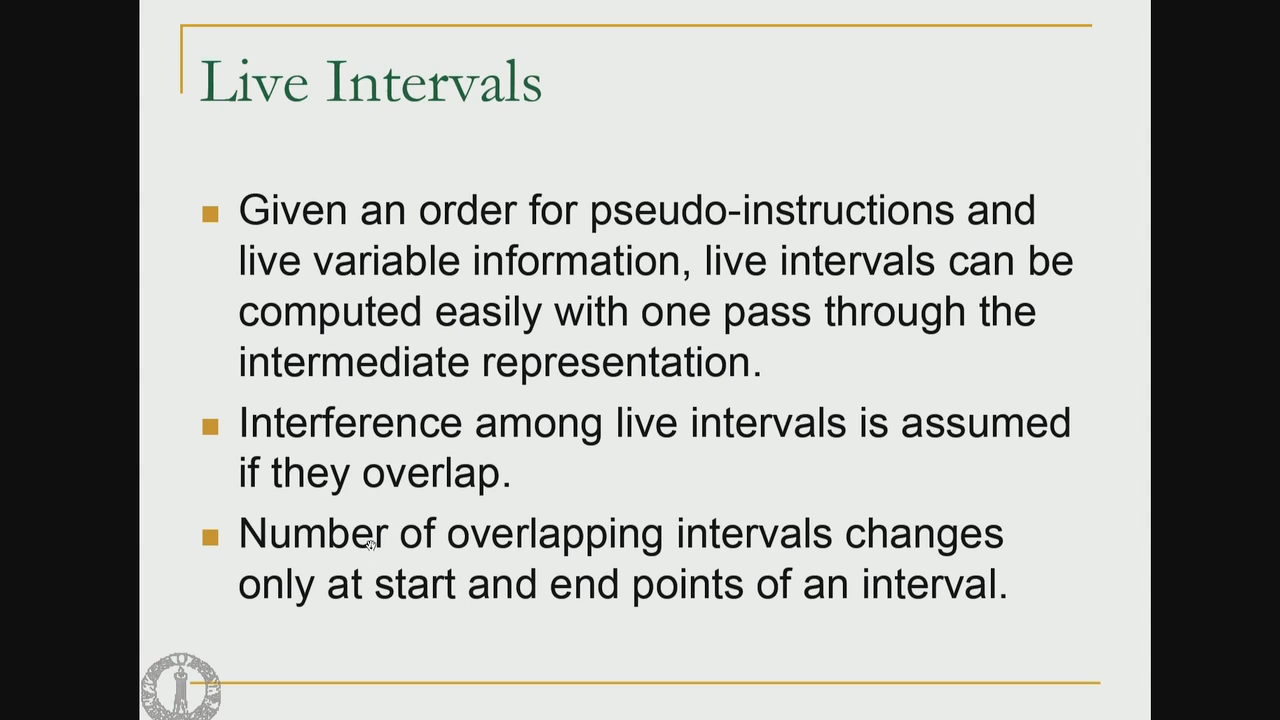 Live Intervals
Given an order for pseudo-instructions and
live variable information, live intervals can be
computed easily with one pass through the
intermediate representation.
Interference among live intervals is assumed
if they overlap.
Number of overlapping intervals changes
only at start and end points of an interval.